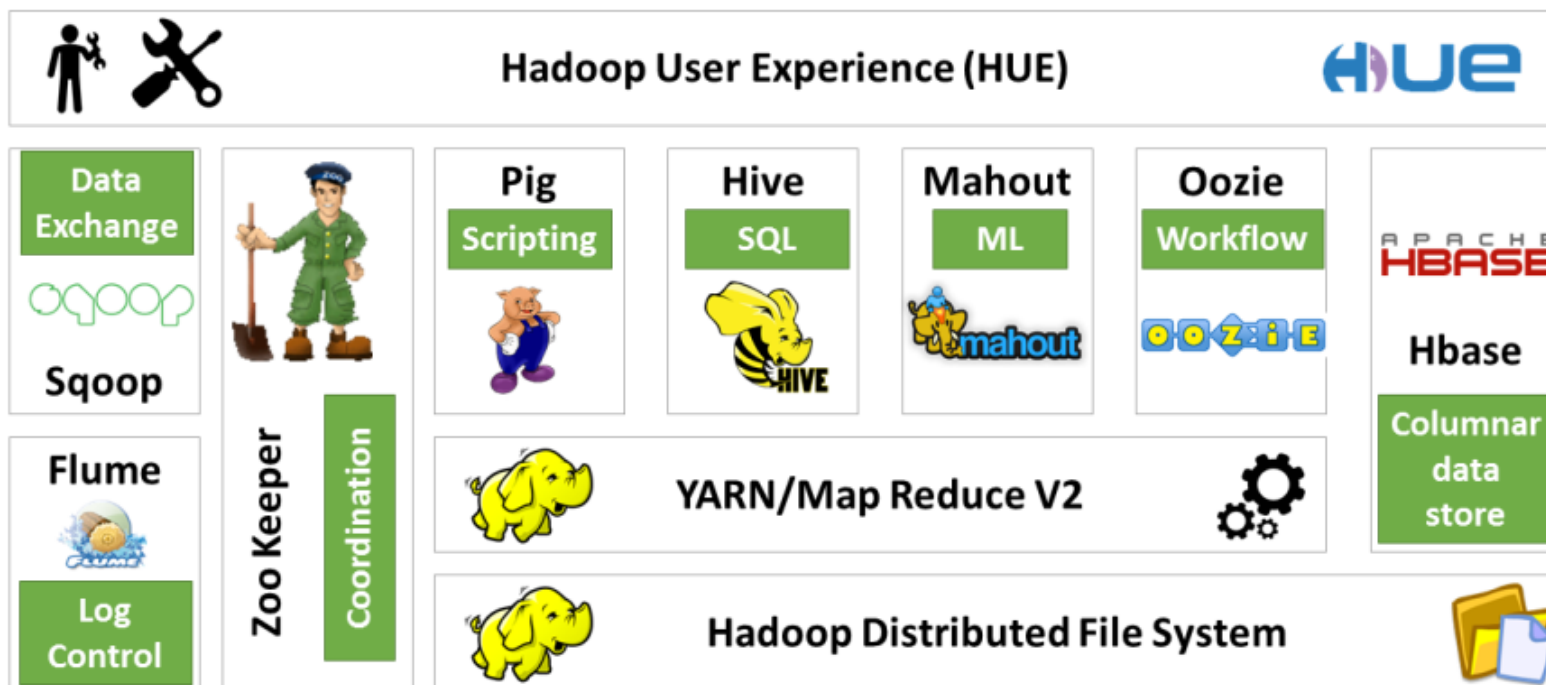 Hadoop User Experience (HUE)
HUE
Data
Exchange
sqoop
Sqoop
ZOO
Zoo Keeper
Coordination
Pig
Scripting
Hive
SQL
HIVE
Mahout
ML
mahout
Oozie
Workflow
OOZiE
APACHE
HBASE
Hbase
Columnar
data
store
Flume
FLUME
Log
Control
YARN/Map Reduce V2
Hadoop Distributed File System